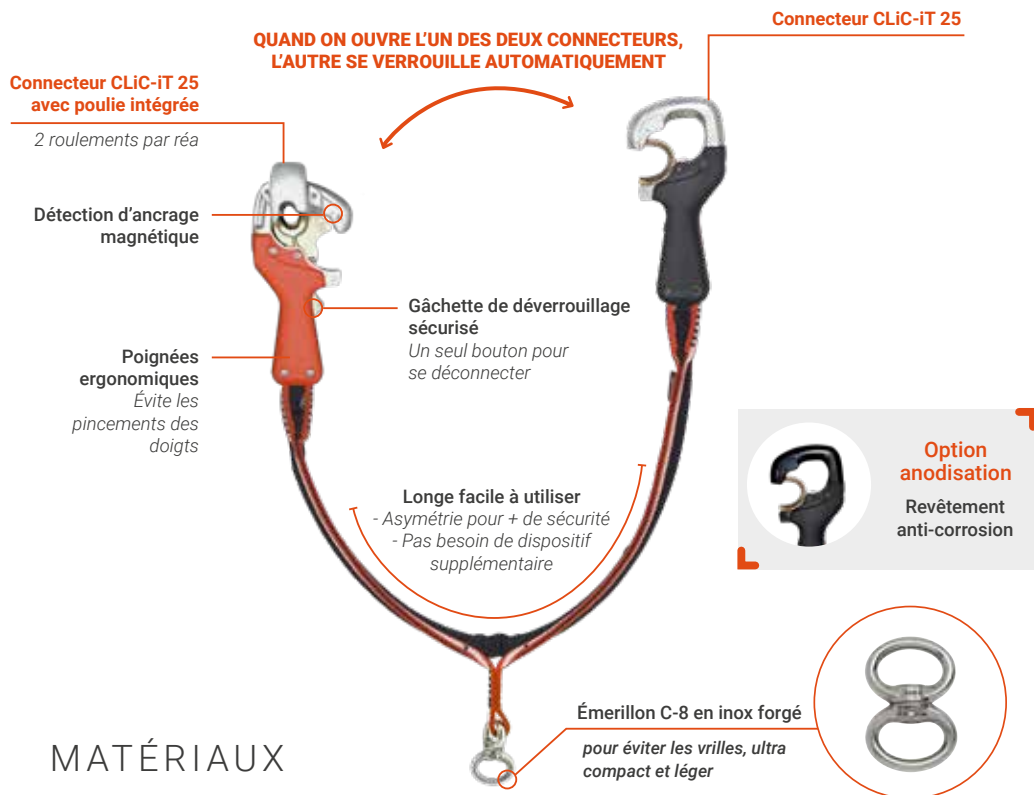 Connecteur CLiC-iT 25
QUAND ON OUVRE L'UN DES DEUX CONNECTEURS,
L'AUTRE SE VERROUILLE AUTOMATIQUEMENT
Connecteur CLiC-iT 25
avec poulie intégrée
2 roulements par réa
Détection d'ancrage
magnétique
Gâchette de déverrouillage
sécurisé
Un seul bouton pour
se déconnecter
Poignées
ergonomiques
Évite les
pincements des
doigts
Option
anodisation
Revêtement
anti-corrosion
Longe facile à utiliser
- Asymétrie pour + de sécurité
- Pas besoin de dispositif
supplémentaire
Émerillon C-8 en inox forgé
pour éviter les vrilles, ultra
compact et léger
MATÉRIAUX